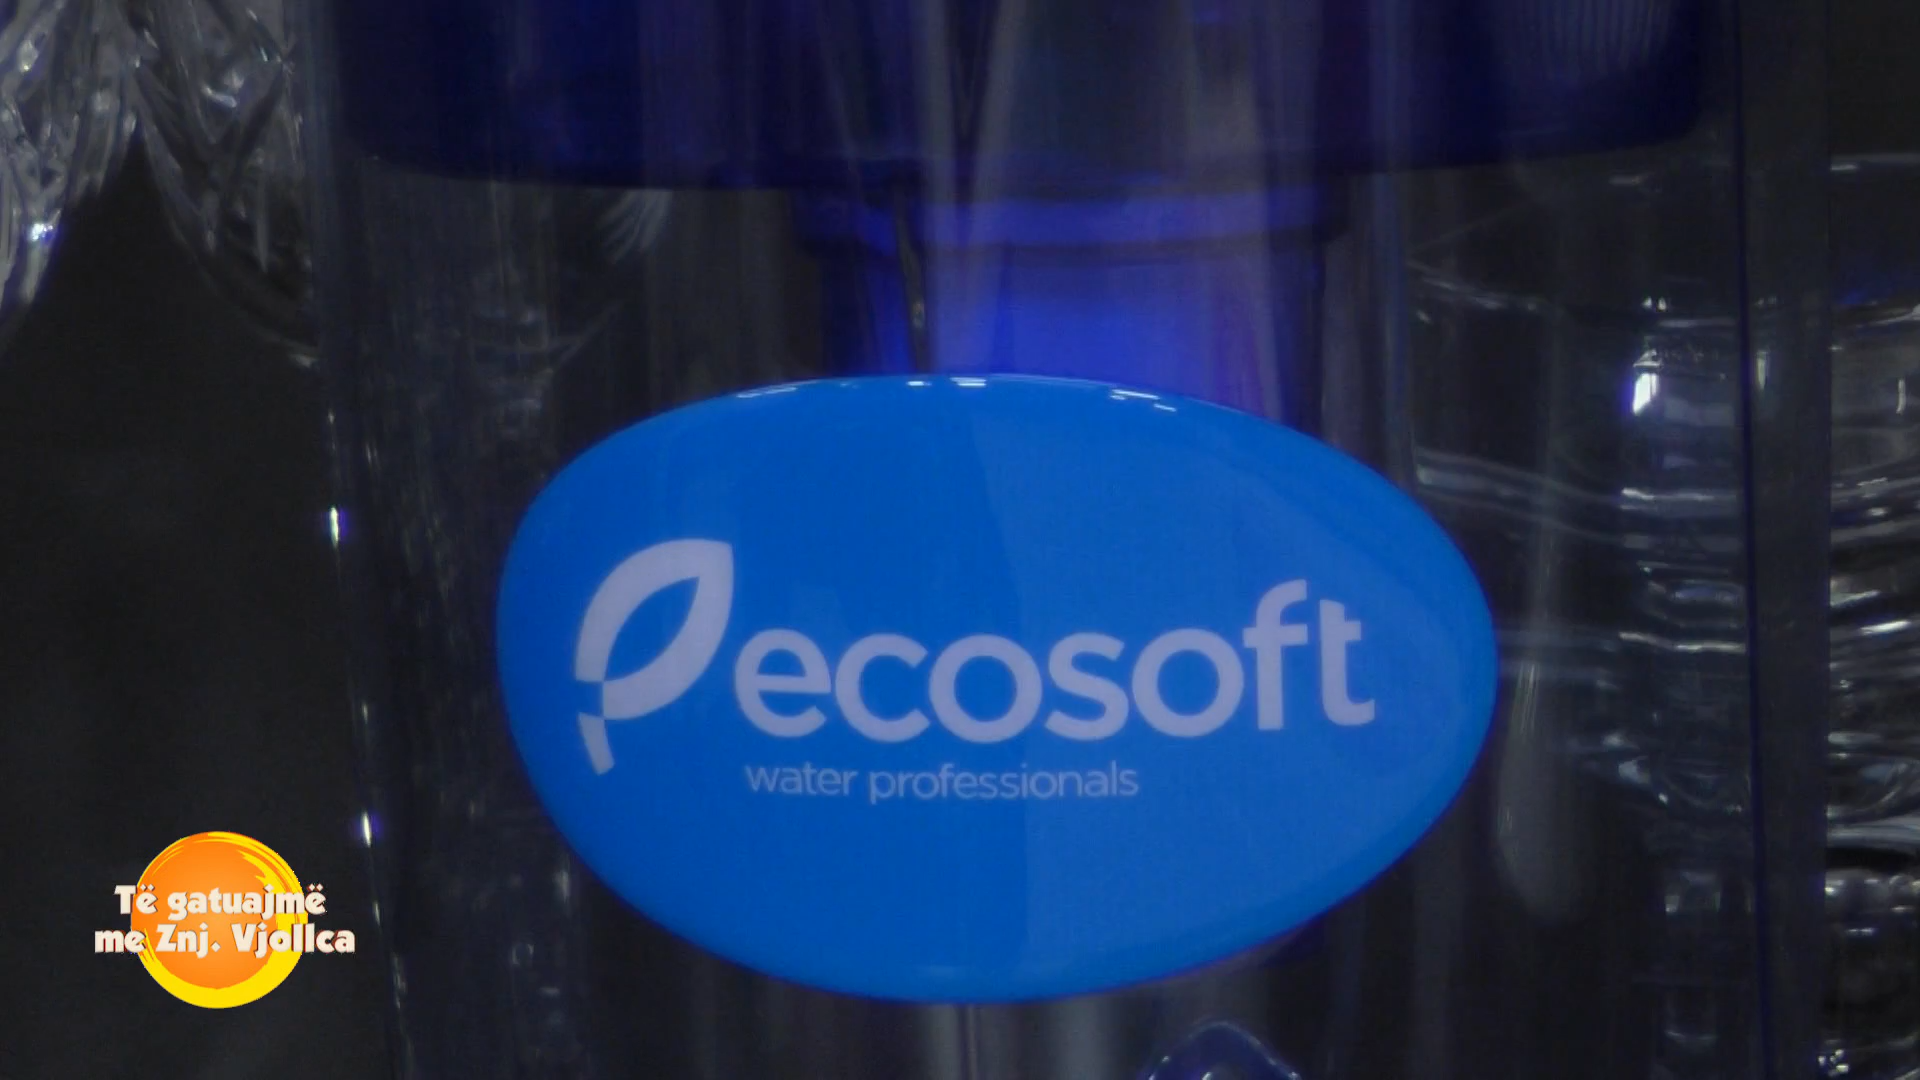 ecosoft
water professionals
Të gatuajmë
me Znj. Vjollca